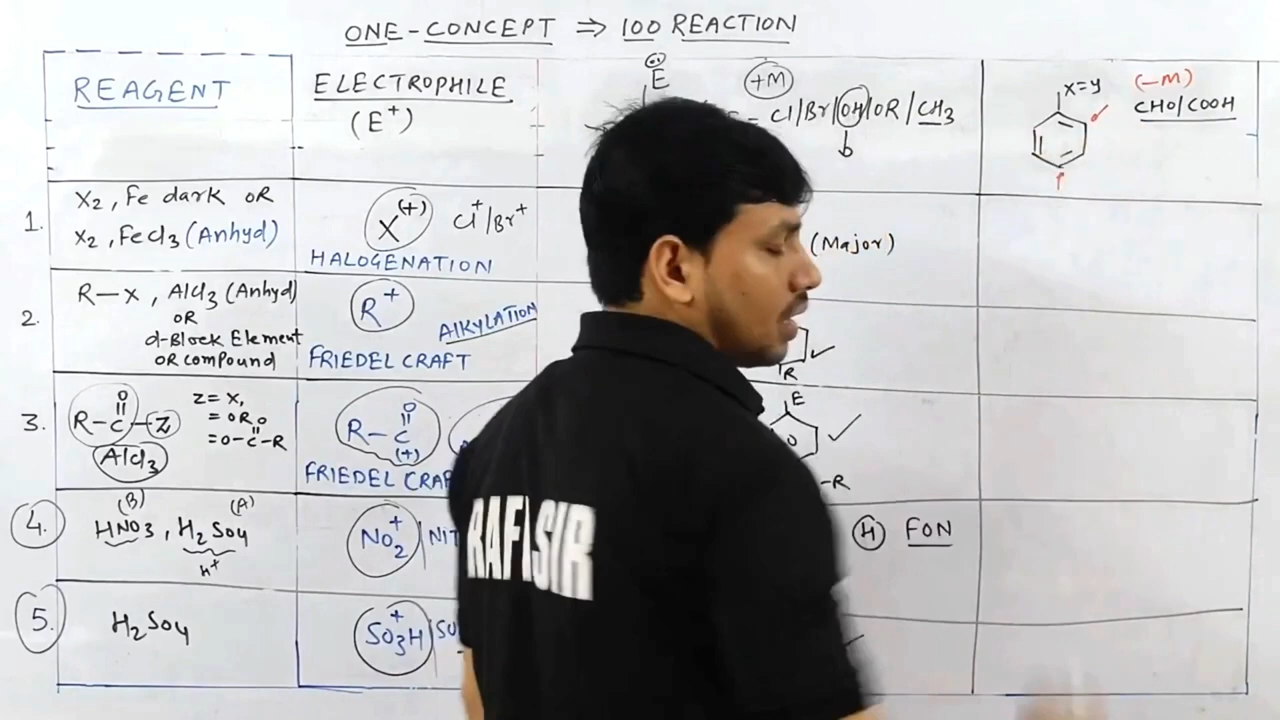 ONE-CONCEPT ⇒ 100 REACTION
REAGENT
ELECTROPHILE
(E⁺)
E
+M
Cl/Br/OH/OR/CH₃
b
X=Y
(-M)
CHO/COOH
1.
X₂, Fe dark OR
X₂, FeCl₃ (Anhyd)
X(+) Cl⁺/Br⁺
HALOGENATION
(Major)
2.
R-X, AlCl₃ (Anhyd)
OR
d-Block Element
OR compound
R⁺
AlKYLATION
FRIEDEL CRAFT
R
3.
O
R-C-Z
AlCl₃
Z= X,
= OR
O
=O-C-R
O
R-C
(+)
FRIEDEL CRAF
E
-R
4.
(B) (A)
HNO₃, H₂SO₄
H⁺
NO₂⁺ | NIT
H FON
5.
H₂SO₄
SO₃H⁺ | SU
RAFI SIR